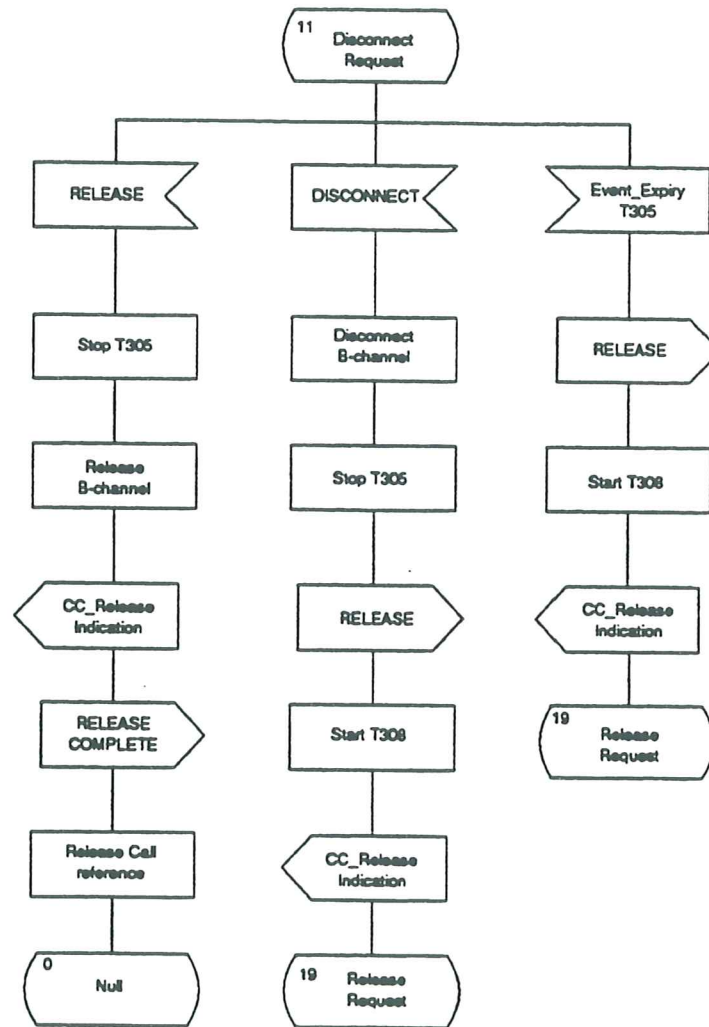 11
Disconnect
Request
RELEASE
DISCONNECT
Event_Expiry
T305
Stop T305
Disconnect
B-channel
RELEASE
Release
B-channel
Stop T305
Start T308
CC_Release
Indication
RELEASE
CC_Release
Indication
RELEASE
COMPLETE
Start T308
19
Release
Request
Release Call
reference
CC_Release
Indication
0
Null
19
Release
Request